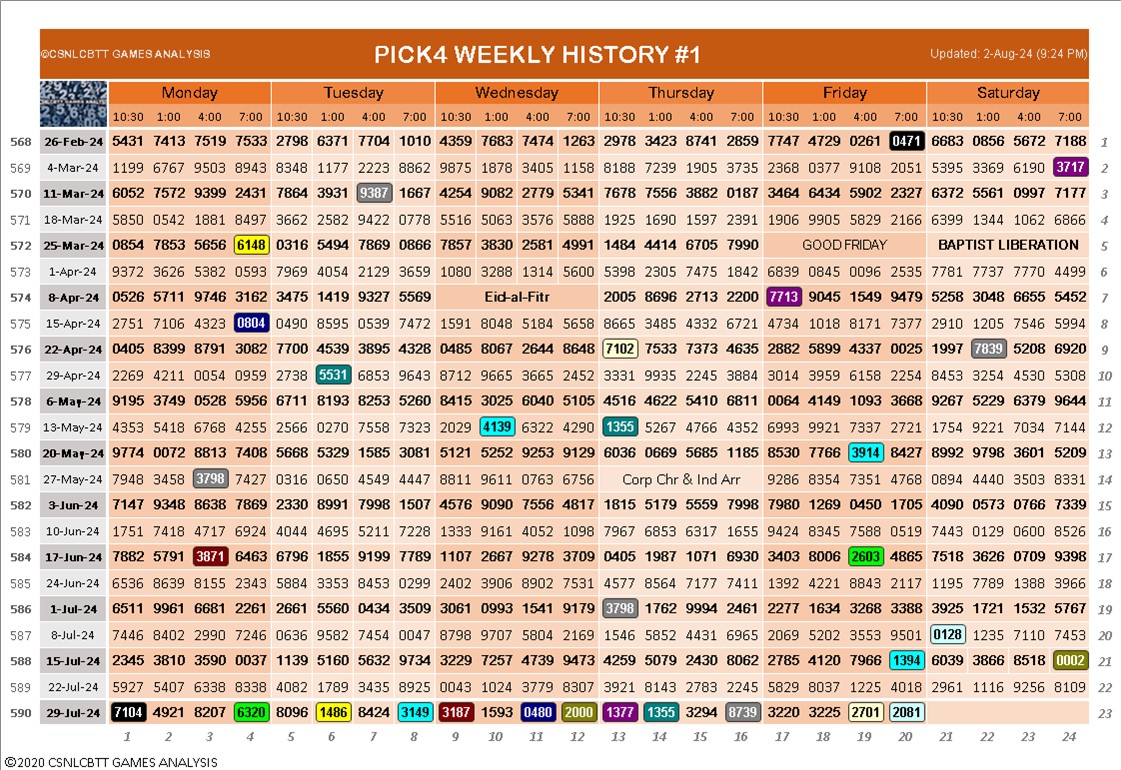 ©CSNLCBTT GAMES ANALYSIS PICK4 WEEKLY HISTORY #1 Updated: 2-Aug-24 (9:24 PM)
Monday Tuesday Wednesday Thursday Friday Saturday
10:30 1:00 4:00 7:00 10:30 1:00 4:00 7:00 10:30 1:00 4:00 7:00 10:30 1:00 4:00 7:00 10:30 1:00 4:00 7:00 10:30 1:00 4:00 7:00
568 26-Feb-24 5431 7413 7519 7533 2798 6371 7704 1010 4359 7683 7474 1263 2978 3423 8741 2859 7747 4729 0261 0471 6683 0856 5672 7188 1
569 4-Mar-24 1199 6767 9503 8943 8348 1177 2223 8862 9875 1878 3405 1158 8188 7239 1905 3735 2368 0377 9108 2051 5395 3369 6190 3717 2
570 11-Mar-24 6052 7572 9399 2431 7864 3931 9387 1667 4254 9082 2779 5341 7678 7556 3882 0187 3464 6434 5902 2327 6372 5561 0997 7177 3
571 18-Mar-24 5850 0542 1881 8497 3662 2582 9422 0778 5516 5063 3576 5888 1925 1690 1597 2391 1906 9905 5829 2166 6399 1344 1062 6866 4
572 25-Mar-24 0854 7853 5656 6148 0316 5494 7869 0866 7857 3830 2581 4991 1484 4414 6705 7990 GOOD FRIDAY BAPTIST LIBERATION 5
573 1-Apr-24 9372 3626 5382 0593 7969 4054 2129 3659 1080 3288 1314 5600 5398 2305 7475 1842 6839 0845 0096 2535 7781 7737 7770 4499 6
574 8-Apr-24 0526 5711 9746 3162 3475 1419 9327 5569 Eid-al-Fitr 2005 8696 2713 2200 7713 9045 1549 9479 5258 3048 6655 5452 7
575 15-Apr-24 2751 7106 4323 0804 0490 8595 0539 7472 1591 8048 5184 5658 8665 3485 4332 6721 4734 1018 8171 7377 2910 1205 7546 5994 8
576 22-Apr-24 0405 8399 8791 3082 7700 4539 3895 4328 0485 8067 2644 8648 7102 7533 7373 4635 2882 5899 4337 0025 1997 7839 5208 6920 9
577 29-Apr-24 2269 4211 0054 0959 2738 5531 6853 9643 8712 9665 3665 2452 3331 9935 2245 3884 3014 3959 6158 2254 8453 3254 4530 5308 10
578 6-May-24 9195 3749 0528 5956 6711 8193 8253 5260 8415 3025 6040 5105 4516 4622 5410 6811 0064 4149 1093 3668 9267 5229 6379 9644 11
579 13-May-24 4353 5418 6768 4255 2566 0270 7558 7323 2029 4139 6322 4290 1355 5267 4766 4352 6993 9921 7337 2721 1754 9221 7034 7144 12
580 20-May-24 9774 0072 8813 7408 5668 5329 1585 3081 5121 5252 9253 9129 6036 0669 5685 1185 8530 7766 3914 8427 8992 9798 3601 5209 13
581 27-May-24 7948 3458 3798 7427 0316 0650 4549 4447 8811 9611 0763 6756 Corp Chr & Ind Arr 9286 8354 7351 4768 0894 4440 3503 8331 14
582 3-Jun-24 7147 9348 8638 7869 2330 8991 7998 1507 4576 9090 7556 4817 1815 5179 5559 7998 7980 1269 0450 1705 4090 0573 0766 7339 15
583 10-Jun-24 1751 7418 4717 6924 4044 4695 5211 7228 1333 9161 4052 1098 7967 6853 6317 1655 9424 8345 7588 0519 7443 0129 0600 8526 16
584 17-Jun-24 7882 5791 3871 6463 6796 1855 9199 7789 1107 2667 9278 3709 0405 1987 1071 6930 3403 8006 2603 4865 7518 3626 0709 9398 17
585 24-Jun-24 6536 8639 8155 2343 5884 3353 8453 0299 2402 3906 8902 7531 4577 8564 7177 7411 1392 4221 8843 2117 1195 7789 1388 3966 18
586 1-Jul-24 6511 9961 6681 2261 2661 5560 0434 3509 3061 0993 1541 9179 3798 1762 9994 2461 2277 1634 3268 3388 3925 1721 1532 5767 19
587 8-Jul-24 7446 8402 2990 7246 0636 9582 7454 0047 8798 9707 5804 2169 1546 5852 4431 6965 2069 5202 3553 9501 0128 1235 7110 7453 20
588 15-Jul-24 2345 3810 3590 0037 1139 5160 5632 9734 3229 7257 4739 9473 4259 5079 2430 8062 2785 4120 7966 1394 6039 3866 8518 0002 21
589 22-Jul-24 5927 5407 6338 8338 4082 1789 3435 8925 0043 1024 3779 8307 3921 8143 2783 2245 5829 8037 1225 4018 2961 1116 9256 8109 22
590 29-Jul-24 7104 4921 8207 6320 8096 1486 8424 3149 3187 1593 0480 2000 1377 1355 3294 8739 3220 3225 2701 2081 23
1 2 3 4 5 6 7 8 9 10 11 12 13 14 15 16 17 18 19 20 21 22 23 24
©2020 CSNLCBTT GAMES ANALYSIS